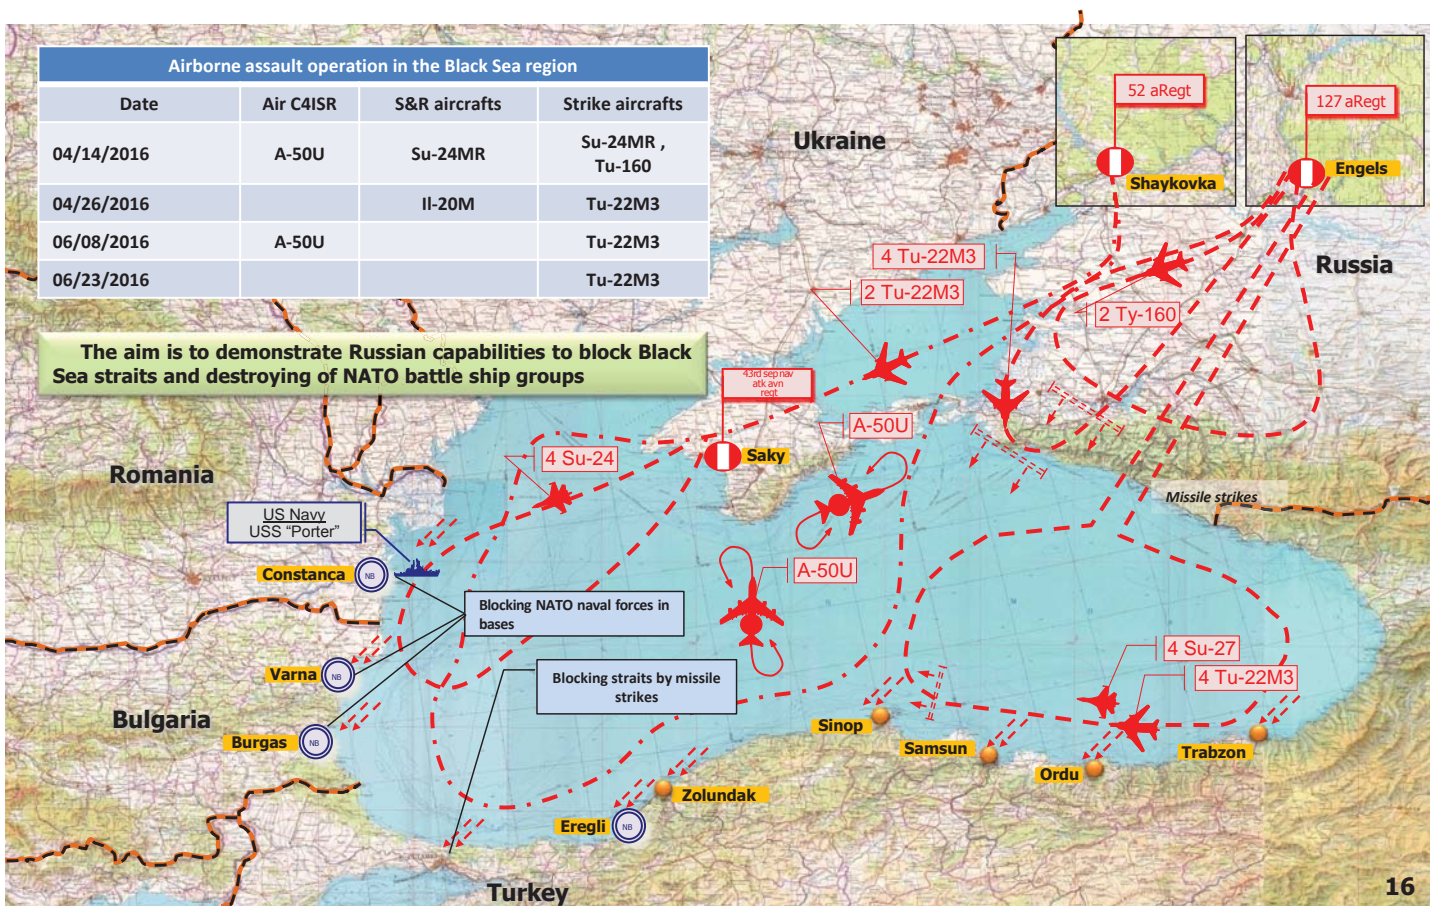 Airborne assault operation in the Black Sea region
Date Air C4ISR S&R aircrafts Strike aircrafts
04/14/2016 A-50U Su-24MR Su-24MR ,
Tu-160
04/26/2016 Il-20M Tu-22M3
06/08/2016 A-50U Tu-22M3
06/23/2016 Tu-22M3
The aim is to demonstrate Russian capabilities to block Black
Sea straits and destroying of NATO battle ship groups
52 aRegt
Shaykovka
127 aRegt
Engels
Ukraine
Russia
4 Tu-22M3
2 Tu-22M3
2 Ty-160
43rd sep nav
atk avn
regt
Saky
A-50U
4 Su-24
Romania
Missile strikes
US Navy
USS "Porter"
Constanca
NB
A-50U
Blocking NATO naval forces in
bases
Varna
NB
Blocking straits by missile
strikes
4 Su-27
4 Tu-22M3
Bulgaria
Burgas
NB
Sinop
Samsun
Ordu
Trabzon
Zolundak
Eregli
NB
Turkey
16